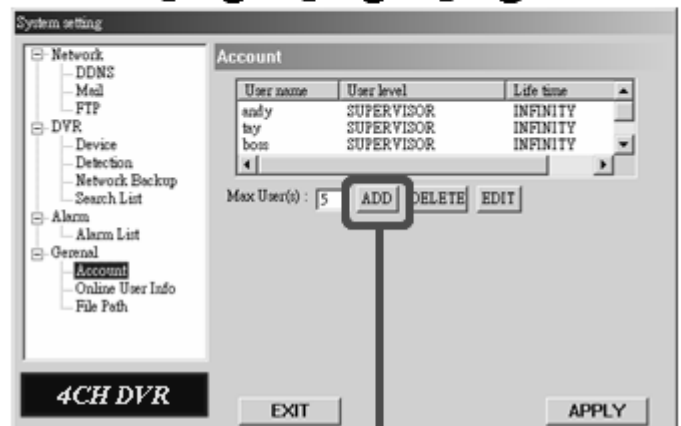 System setting
Network
DDNS
Mail
FTP
DVR
Device
Detection
Network Backup
Search List
Alarm
Alarm List
Gerenal
Account
Online User Info
File Path
4CH DVR
Account
User name User level Life time
andy SUPERVISOR INFINITY
tay SUPERVISOR INFINITY
boss SUPERVISOR INFINITY
Max User(s) : 5 ADD DELETE EDIT
EXIT APPLY